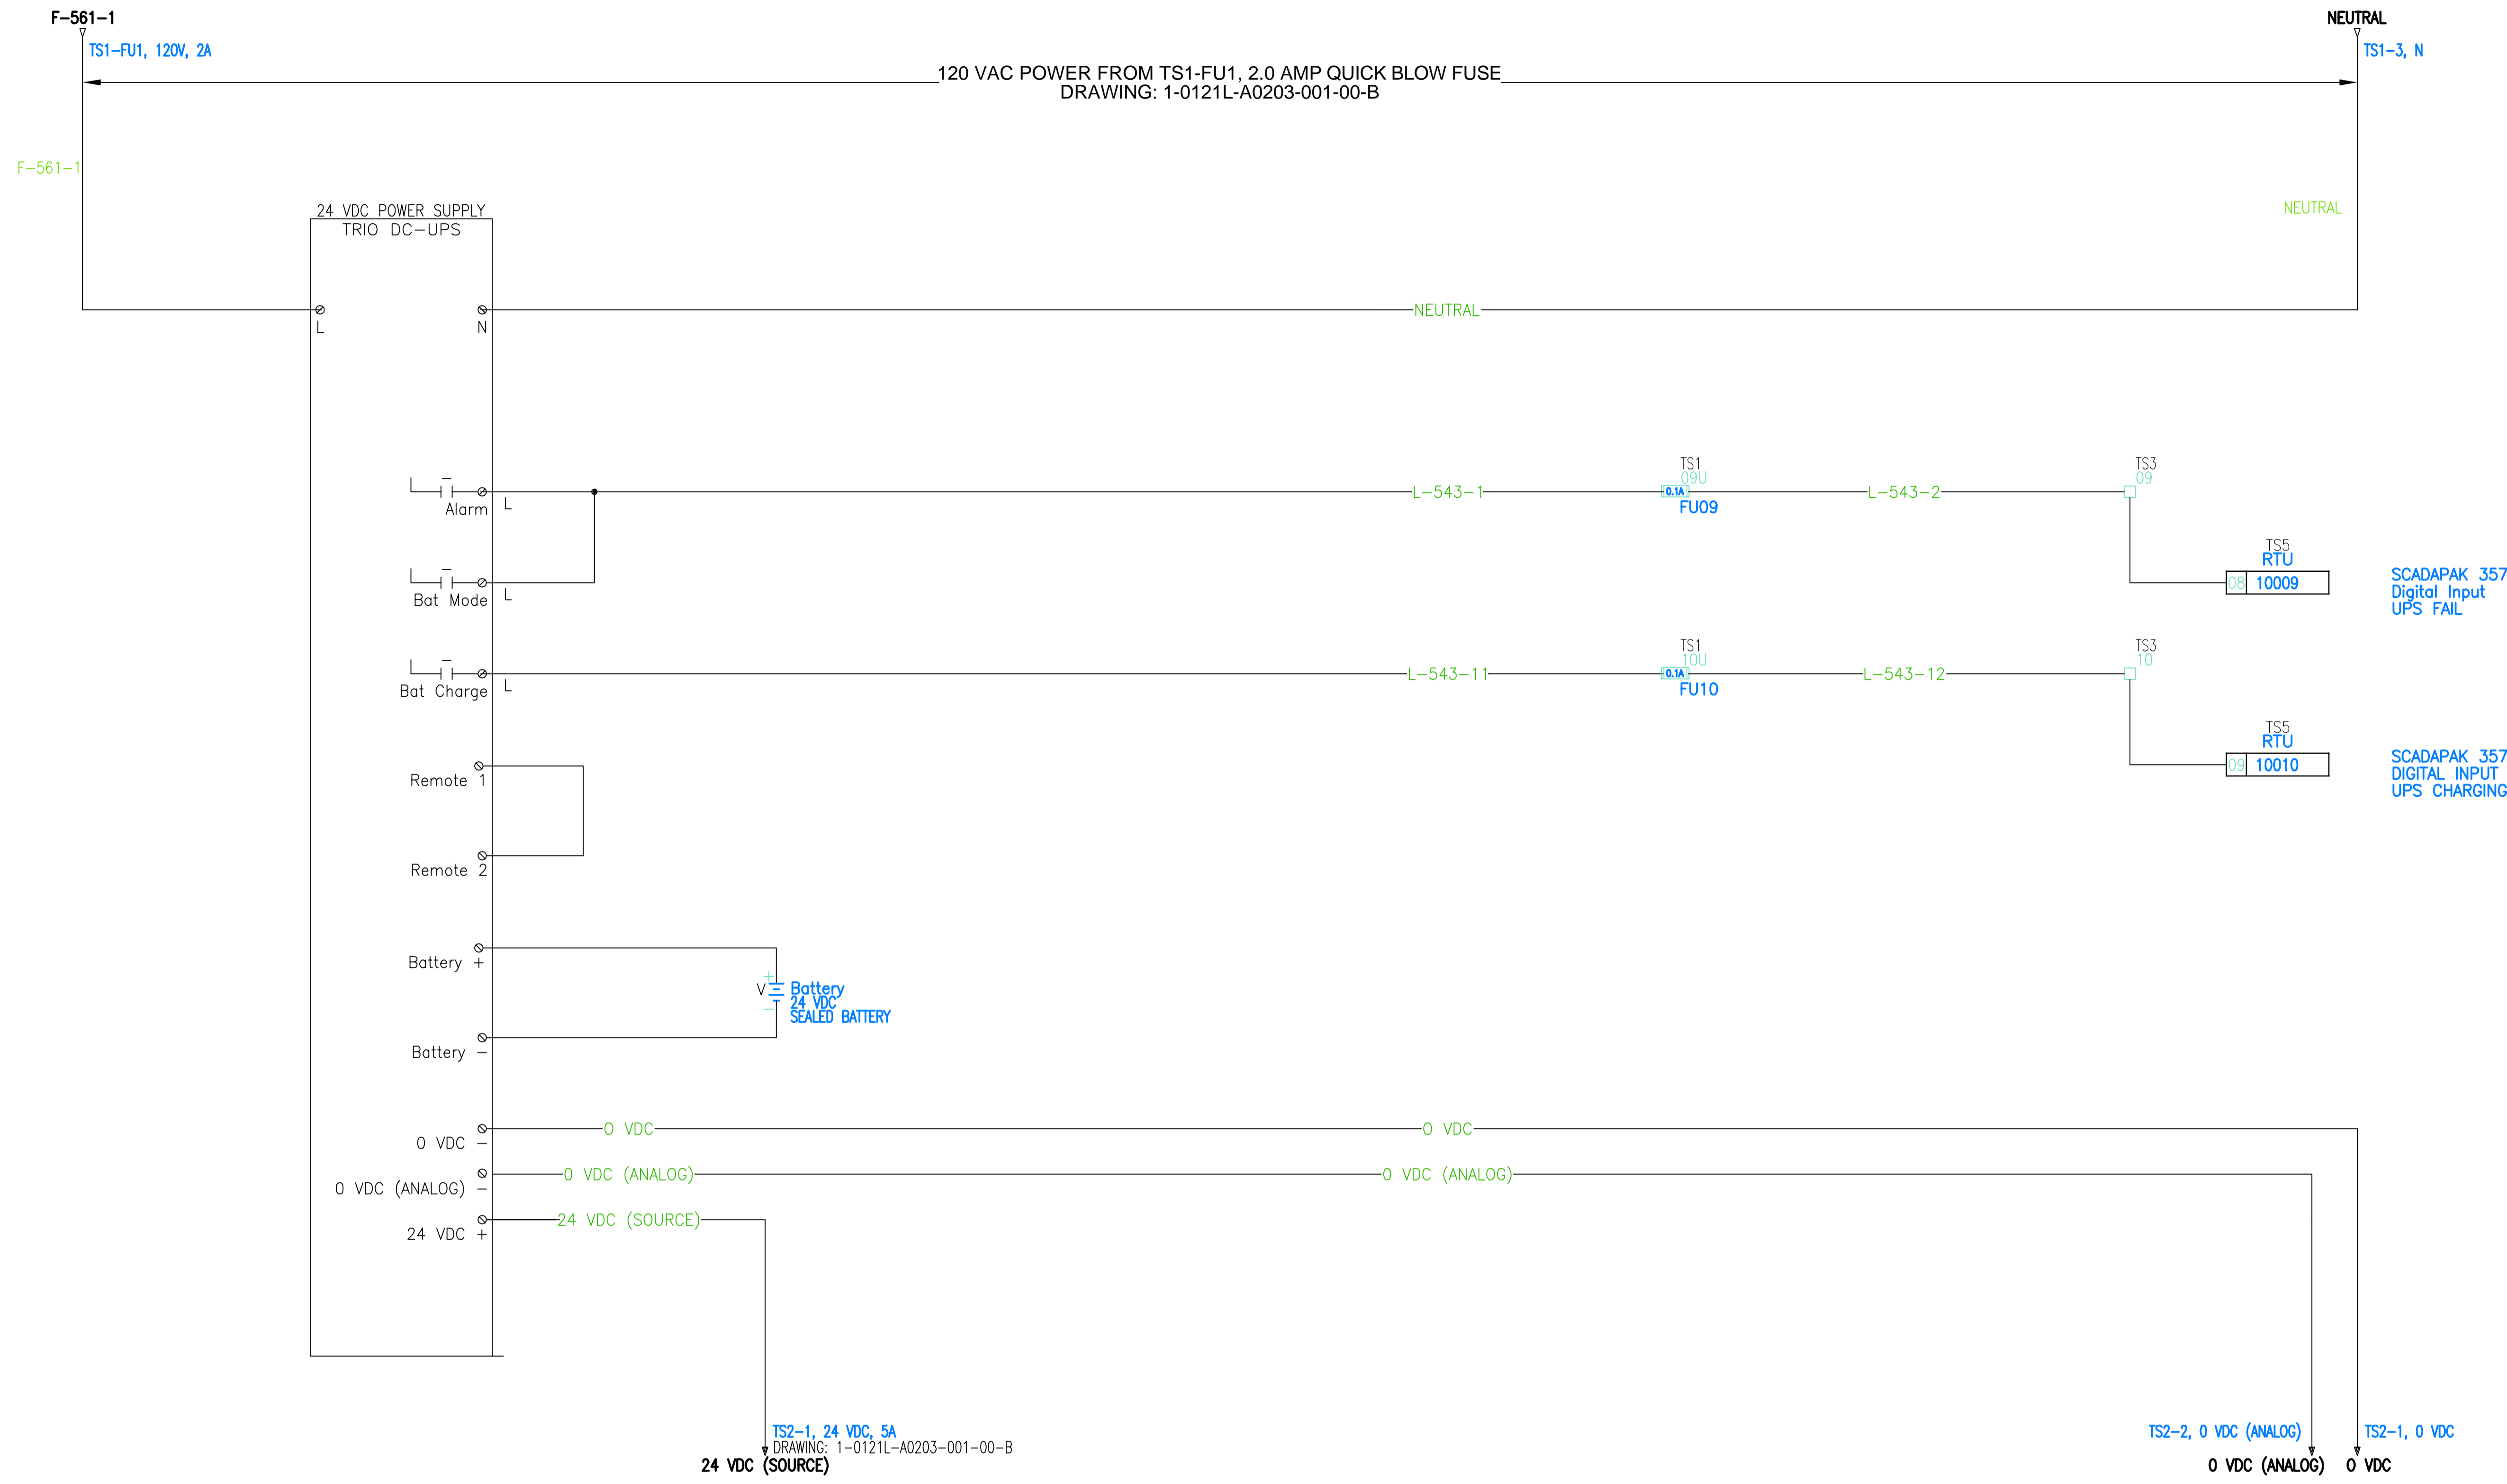 F-561-1
NEUTRAL
TS1-FU1, 120V, 2A
TS1-3, N
120 VAC POWER FROM TS1-FU1, 2.0 AMP QUICK BLOW FUSE
DRAWING: 1-0121L-A0203-001-00-B
F-561-1
NEUTRAL
24 VDC POWER SUPPLY
TRIO DC-UPS
L
N
NEUTRAL
Alarm
L
L-543-1
TS1
09U
0.1A
FU09
L-543-2
TS3
09
Bat Mode
L
TS5
RTU
08 10009
SCADAPAK 357
Digital Input
UPS FAIL
Bat Charge
L
L-543-11
TS1
10U
0.1A
FU10
L-543-12
TS3
10
TS5
RTU
09 10010
SCADAPAK 357
DIGITAL INPUT
UPS CHARGING
Remote 1
Remote 2
Battery +
+
V
-
Battery
24 VDC
SEALED BATTERY
Battery -
0 VDC -
0 VDC
0 VDC
0 VDC (ANALOG) -
0 VDC (ANALOG)
0 VDC (ANALOG)
24 VDC +
24 VDC (SOURCE)
TS2-1, 24 VDC, 5A
DRAWING: 1-0121L-A0203-001-00-B
24 VDC (SOURCE)
TS2-2, 0 VDC (ANALOG)
0 VDC (ANALOG)
TS2-1, 0 VDC
0 VDC